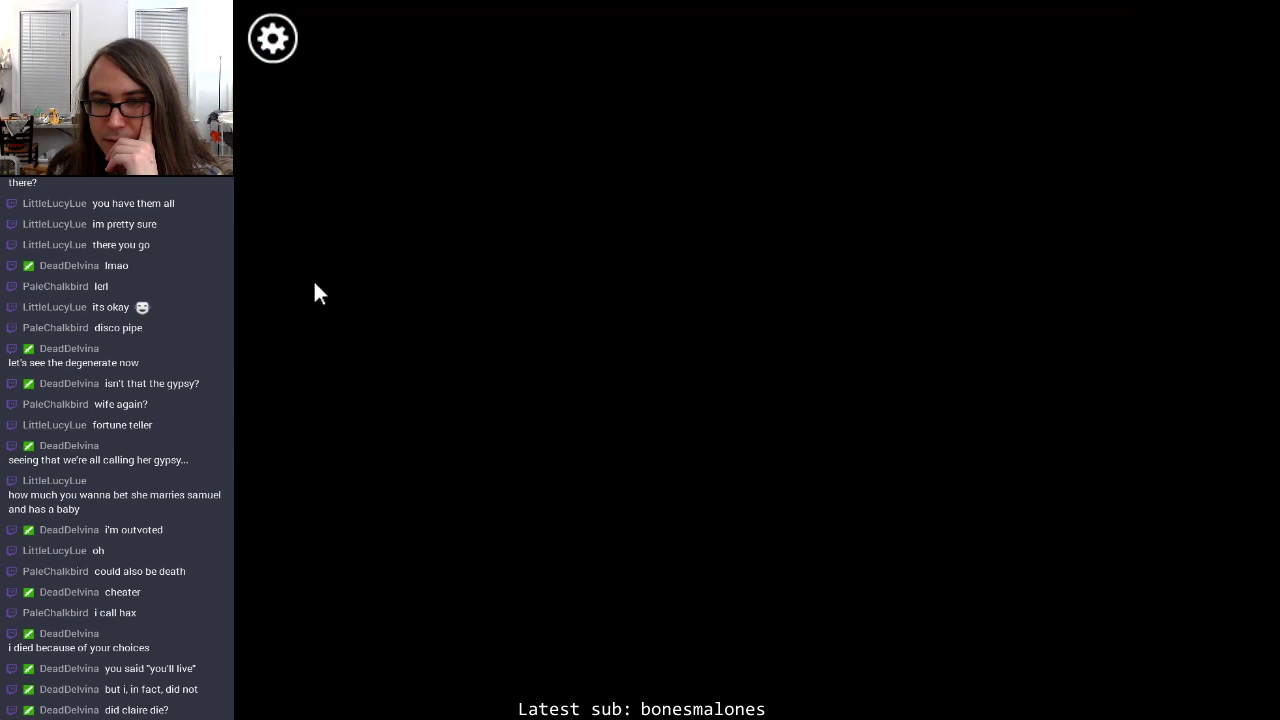 there?
LittleLucyLue you have them all
LittleLucyLue im pretty sure
LittleLucyLue there you go
DeadDelvina lmao
PaleChalkbird lerl
LittleLucyLue its okay
PaleChalkbird disco pipe
DeadDelvina
let's see the degenerate now
DeadDelvina isn't that the gypsy?
PaleChalkbird wife again?
LittleLucyLue fortune teller
DeadDelvina
seeing that we're all calling her gypsy...
LittleLucyLue
how much you wanna bet she marries samuel
and has a baby
DeadDelvina i'm outvoted
LittleLucyLue oh
PaleChalkbird could also be death
DeadDelvina cheater
PaleChalkbird i call hax
DeadDelvina
i died because of your choices
DeadDelvina you said "you'll live"
DeadDelvina but i, in fact, did not
DeadDelvina did claire die?
Latest sub: bonesmalones